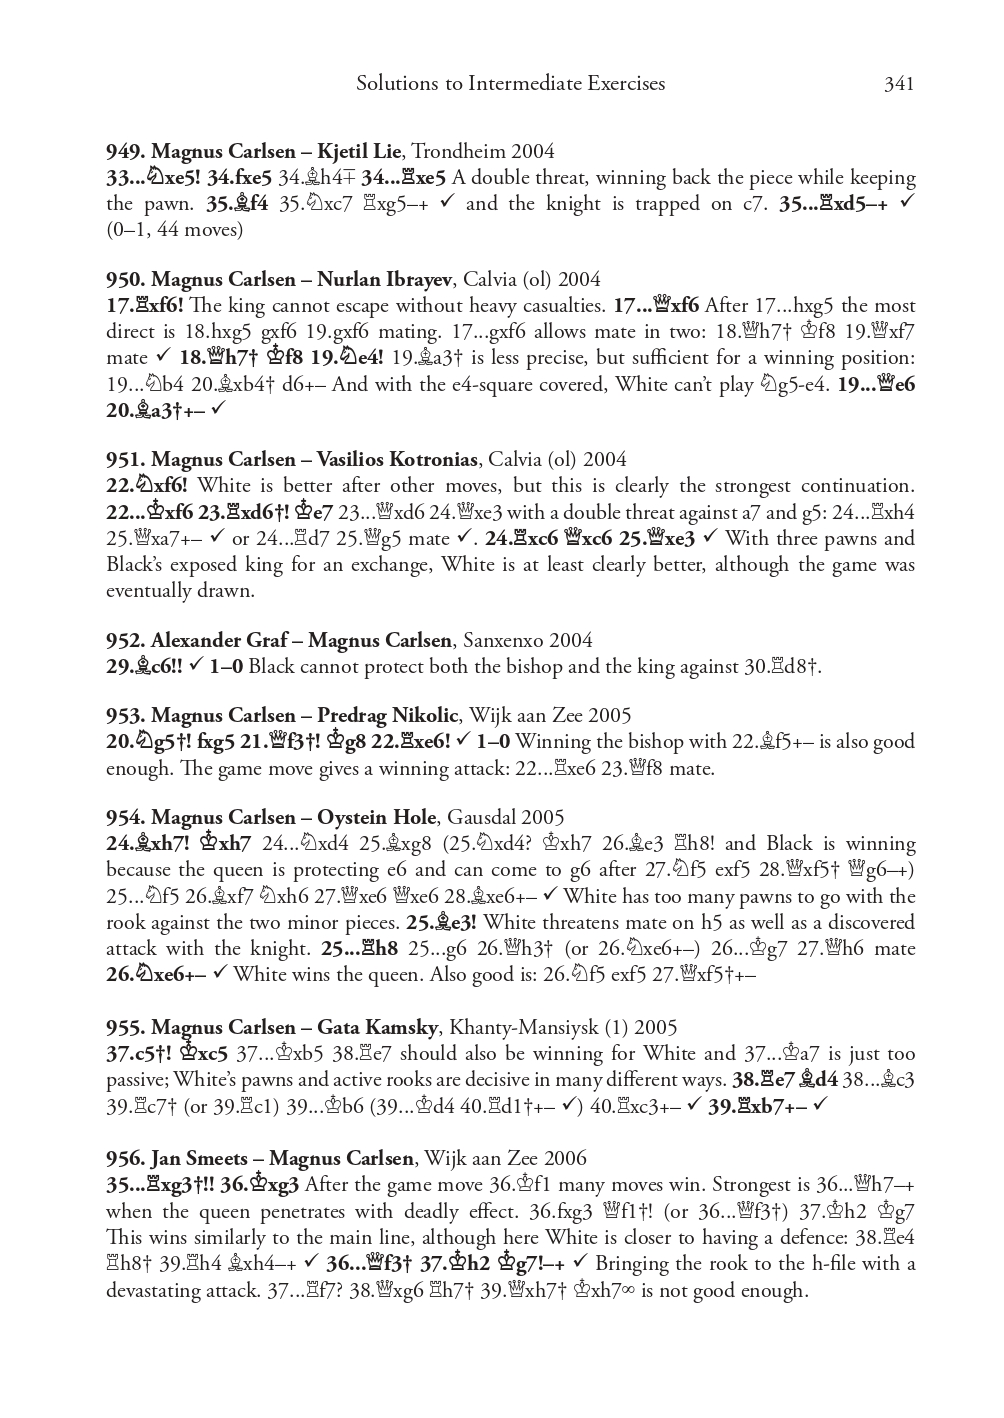 Solutions to Intermediate Exercises 341
949. Magnus Carlsen – Kjetil Lie, Trondheim 2004
33...♘xe5! 34.fxe5 34.♗h4∓ 34...♖xe5 A double threat, winning back the piece while keeping
the pawn. 35.♗f4 35.♘xc7 ♖xg5–+ ✓ and the knight is trapped on c7. 35...♖xd5–+ ✓
(0–1, 44 moves)
950. Magnus Carlsen – Nurlan Ibrayev, Calvia (ol) 2004
17.♖xf6! The king cannot escape without heavy casualties. 17...♕xf6 After 17...hxg5 the most
direct is 18.hxg5 gxf6 19.gxf6 mating. 17...gxf6 allows mate in two: 18.♕h7† ♔f8 19.♕xf7
mate ✓ 18.♕h7† ♔f8 19.♘e4! 19.♗a3† is less precise, but sufficient for a winning position:
19...♘b4 20.♗xb4† d6+– And with the e4-square covered, White can’t play ♘g5-e4. 19...♕e6
20.♗a3†+– ✓
951. Magnus Carlsen – Vasilios Kotronias, Calvia (ol) 2004
22.♘xf6! White is better after other moves, but this is clearly the strongest continuation.
22...♔xf6 23.♖xd6†! ♔e7 23...♕xd6 24.♕xe3 with a double threat against a7 and g5: 24...♖xh4
25.♕xa7+– ✓ or 24...♖d7 25.♕g5 mate ✓. 24.♖xc6 ♕xc6 25.♕xe3 ✓ With three pawns and
Black’s exposed king for an exchange, White is at least clearly better, although the game was
eventually drawn.
952. Alexander Graf – Magnus Carlsen, Sanxenxo 2004
29.♗c6!! ✓ 1–0 Black cannot protect both the bishop and the king against 30.♖d8†.
953. Magnus Carlsen – Predrag Nikolic, Wijk aan Zee 2005
20.♘g5†! fxg5 21.♕f3†! ♔g8 22.♖xe6! ✓ 1–0 Winning the bishop with 22.♗f5+– is also good
enough. The game move gives a winning attack: 22...♖xe6 23.♕f8 mate.
954. Magnus Carlsen – Oystein Hole, Gausdal 2005
24.♗xh7! ♔xh7 24...♘xd4 25.♗xg8 (25.♘xd4? ♔xh7 26.♗e3 ♖h8! and Black is winning
because the queen is protecting e6 and can come to g6 after 27.♘f5 exf5 28.♕xf5† ♕g6–+)
25...♘f5 26.♗xf7 ♘xh6 27.♕xe6 ♕xe6 28.♗xe6+– ✓ White has too many pawns to go with the
rook against the two minor pieces. 25.♗e3! White threatens mate on h5 as well as a discovered
attack with the knight. 25...♖h8 25...g6 26.♕h3† (or 26.♘xe6+–) 26...♔g7 27.♕h6 mate
26.♘xe6+– ✓ White wins the queen. Also good is: 26.♘f5 exf5 27.♕xf5†+–
955. Magnus Carlsen – Gata Kamsky, Khanty-Mansiysk (1) 2005
37.c5†! ♔xc5 37...♔xb5 38.♖e7 should also be winning for White and 37...♔a7 is just too
passive; White’s pawns and active rooks are decisive in many different ways. 38.♖e7 ♗d4 38...♗c3
39.♖c7† (or 39.♖c1) 39...♔b6 (39...♔d4 40.♖d1†+– ✓) 40.♖xc3+– ✓ 39.♖xb7+– ✓
956. Jan Smeets – Magnus Carlsen, Wijk aan Zee 2006
35...♖xg3†!! 36.♔xg3 After the game move 36.♔f1 many moves win. Strongest is 36...♕h7–+
when the queen penetrates with deadly effect. 36.fxg3 ♕f1†! (or 36...♕f3†) 37.♔h2 ♔g7
This wins similarly to the main line, although here White is closer to having a defence: 38.♖e4
♖h8† 39.♖h4 ♗xh4–+ ✓ 36...♕f3† 37.♔h2 ♔g7!–+ ✓ Bringing the rook to the h-file with a
devastating attack. 37...♖f7? 38.♕xg6 ♖h7† 39.♕xh7† ♔xh7∞ is not good enough.